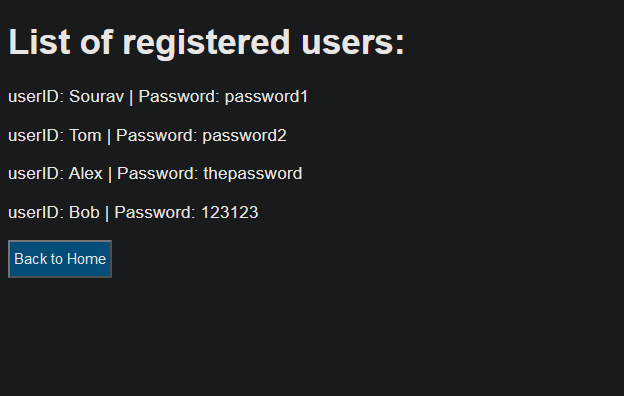 List of registered users:
userID: Sourav | Password: password1
userID: Tom | Password: password2
userID: Alex | Password: thepassword
userID: Bob | Password: 123123
Back to Home